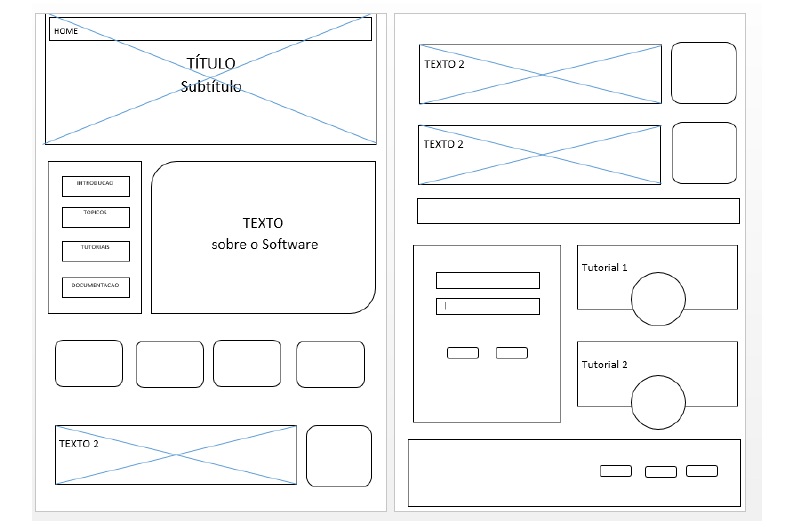 HOME
TÍTULO
Subtítulo
INTRODUCAO
TOPICOS
TUTORIAIS
DOCUMENTACAO
TEXTO
sobre o Software
TEXTO 2
TEXTO 2
TEXTO 2
Tutorial 1
Tutorial 2